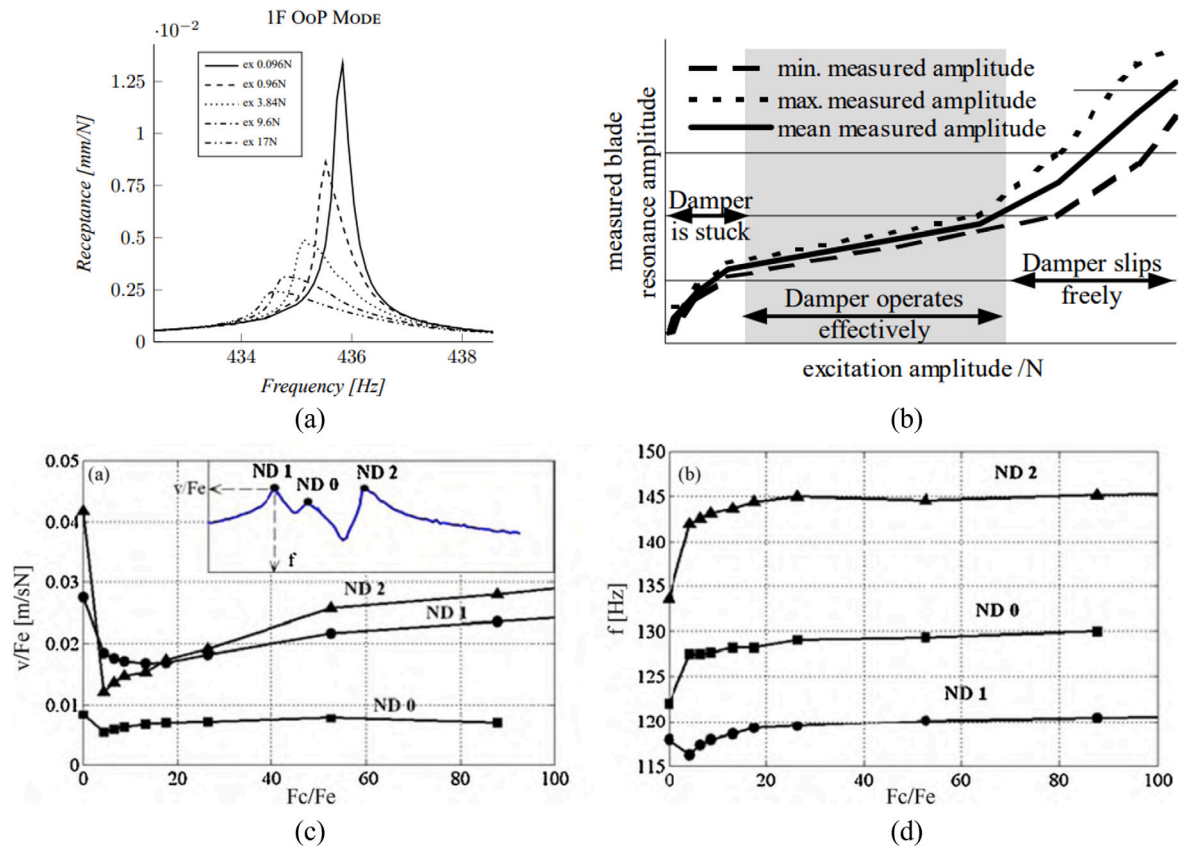 1F OOP MODE
·10⁻²
1.25
1
0.75
0.5
0.25
0
Receptance [mm/N]
ex 0.096N
ex 0.96N
ex 3.84N
ex 9.6N
ex 17N
434
436
438
Frequency [Hz]
(a)
measured blade
resonance amplitude
min. measured amplitude
max. measured amplitude
mean measured amplitude
Damper
is stuck
Damper slips
freely
Damper operates
effectively
excitation amplitude /N
(b)
(a)
0.05
0.04
0.03
0.02
0.01
0
v/Fe [m/sN]
ND 1
ND 0
ND 2
v/Fe
f
ND 2
ND 1
ND 0
0
20
40
60
80
100
Fc/Fe
(c)
(b)
150
145
140
135
130
125
120
115
f [Hz]
ND 2
ND 0
ND 1
0
20
40
60
80
100
Fc/Fe
(d)